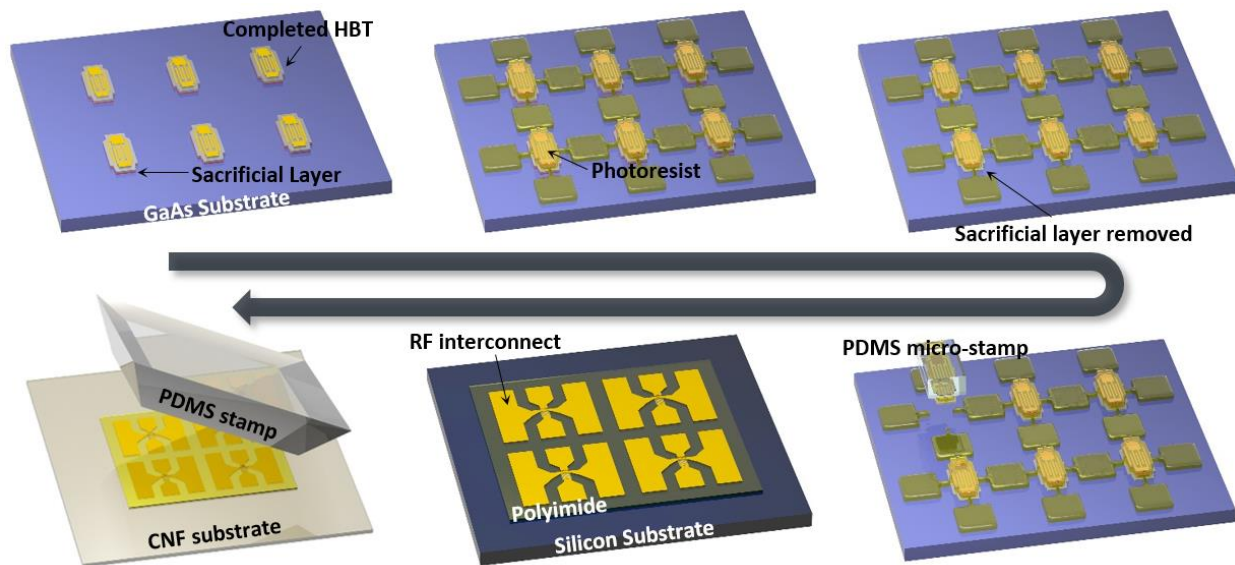 Completed HBT
Sacrificial Layer
GaAs Substrate
Photoresist
Sacrificial layer removed
PDMS stamp
CNF substrate
RF interconnect
Polyimide
Silicon Substrate
PDMS micro-stamp